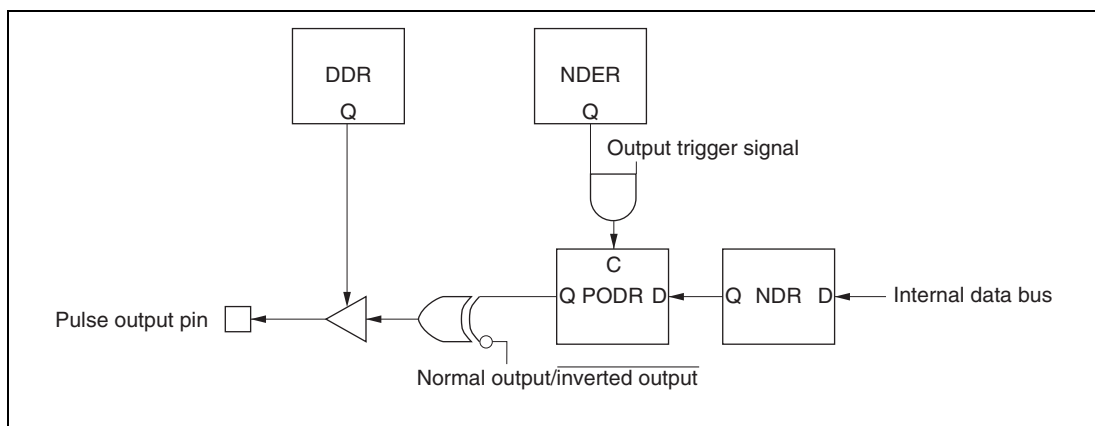 DDR
Q
NDER
Q
Output trigger signal
C
Q PODR D
Q NDR D
Internal data bus
Pulse output pin
Normal output/inverted output